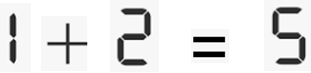 1 + 2 = 5